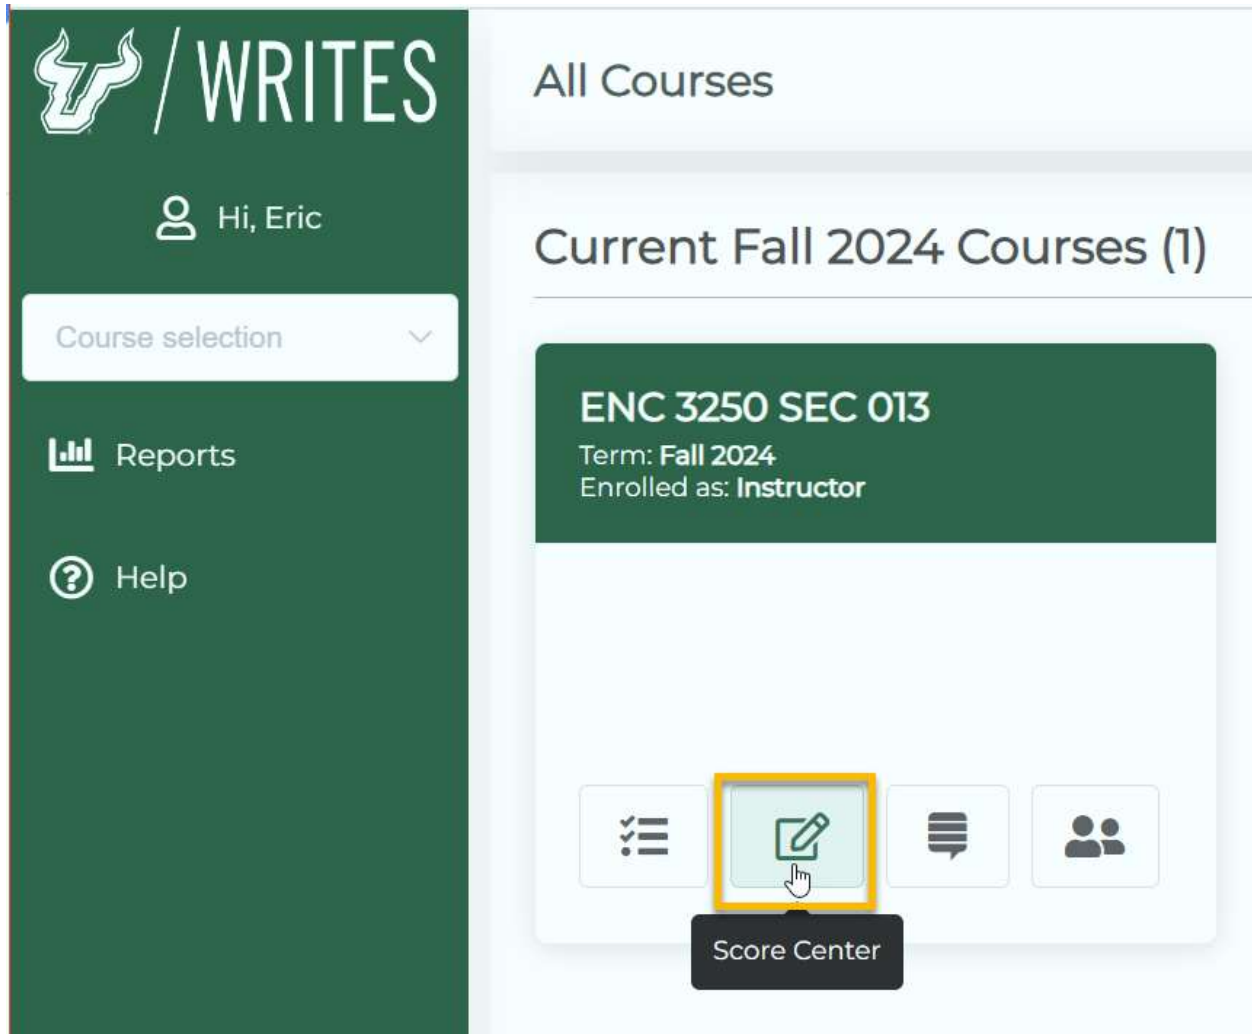 / WRITES
Hi, Eric
Course selection
Reports
Help
All Courses
Current Fall 2024 Courses (1)
ENC 3250 SEC 013
Term: Fall 2024
Enrolled as: Instructor
Score Center